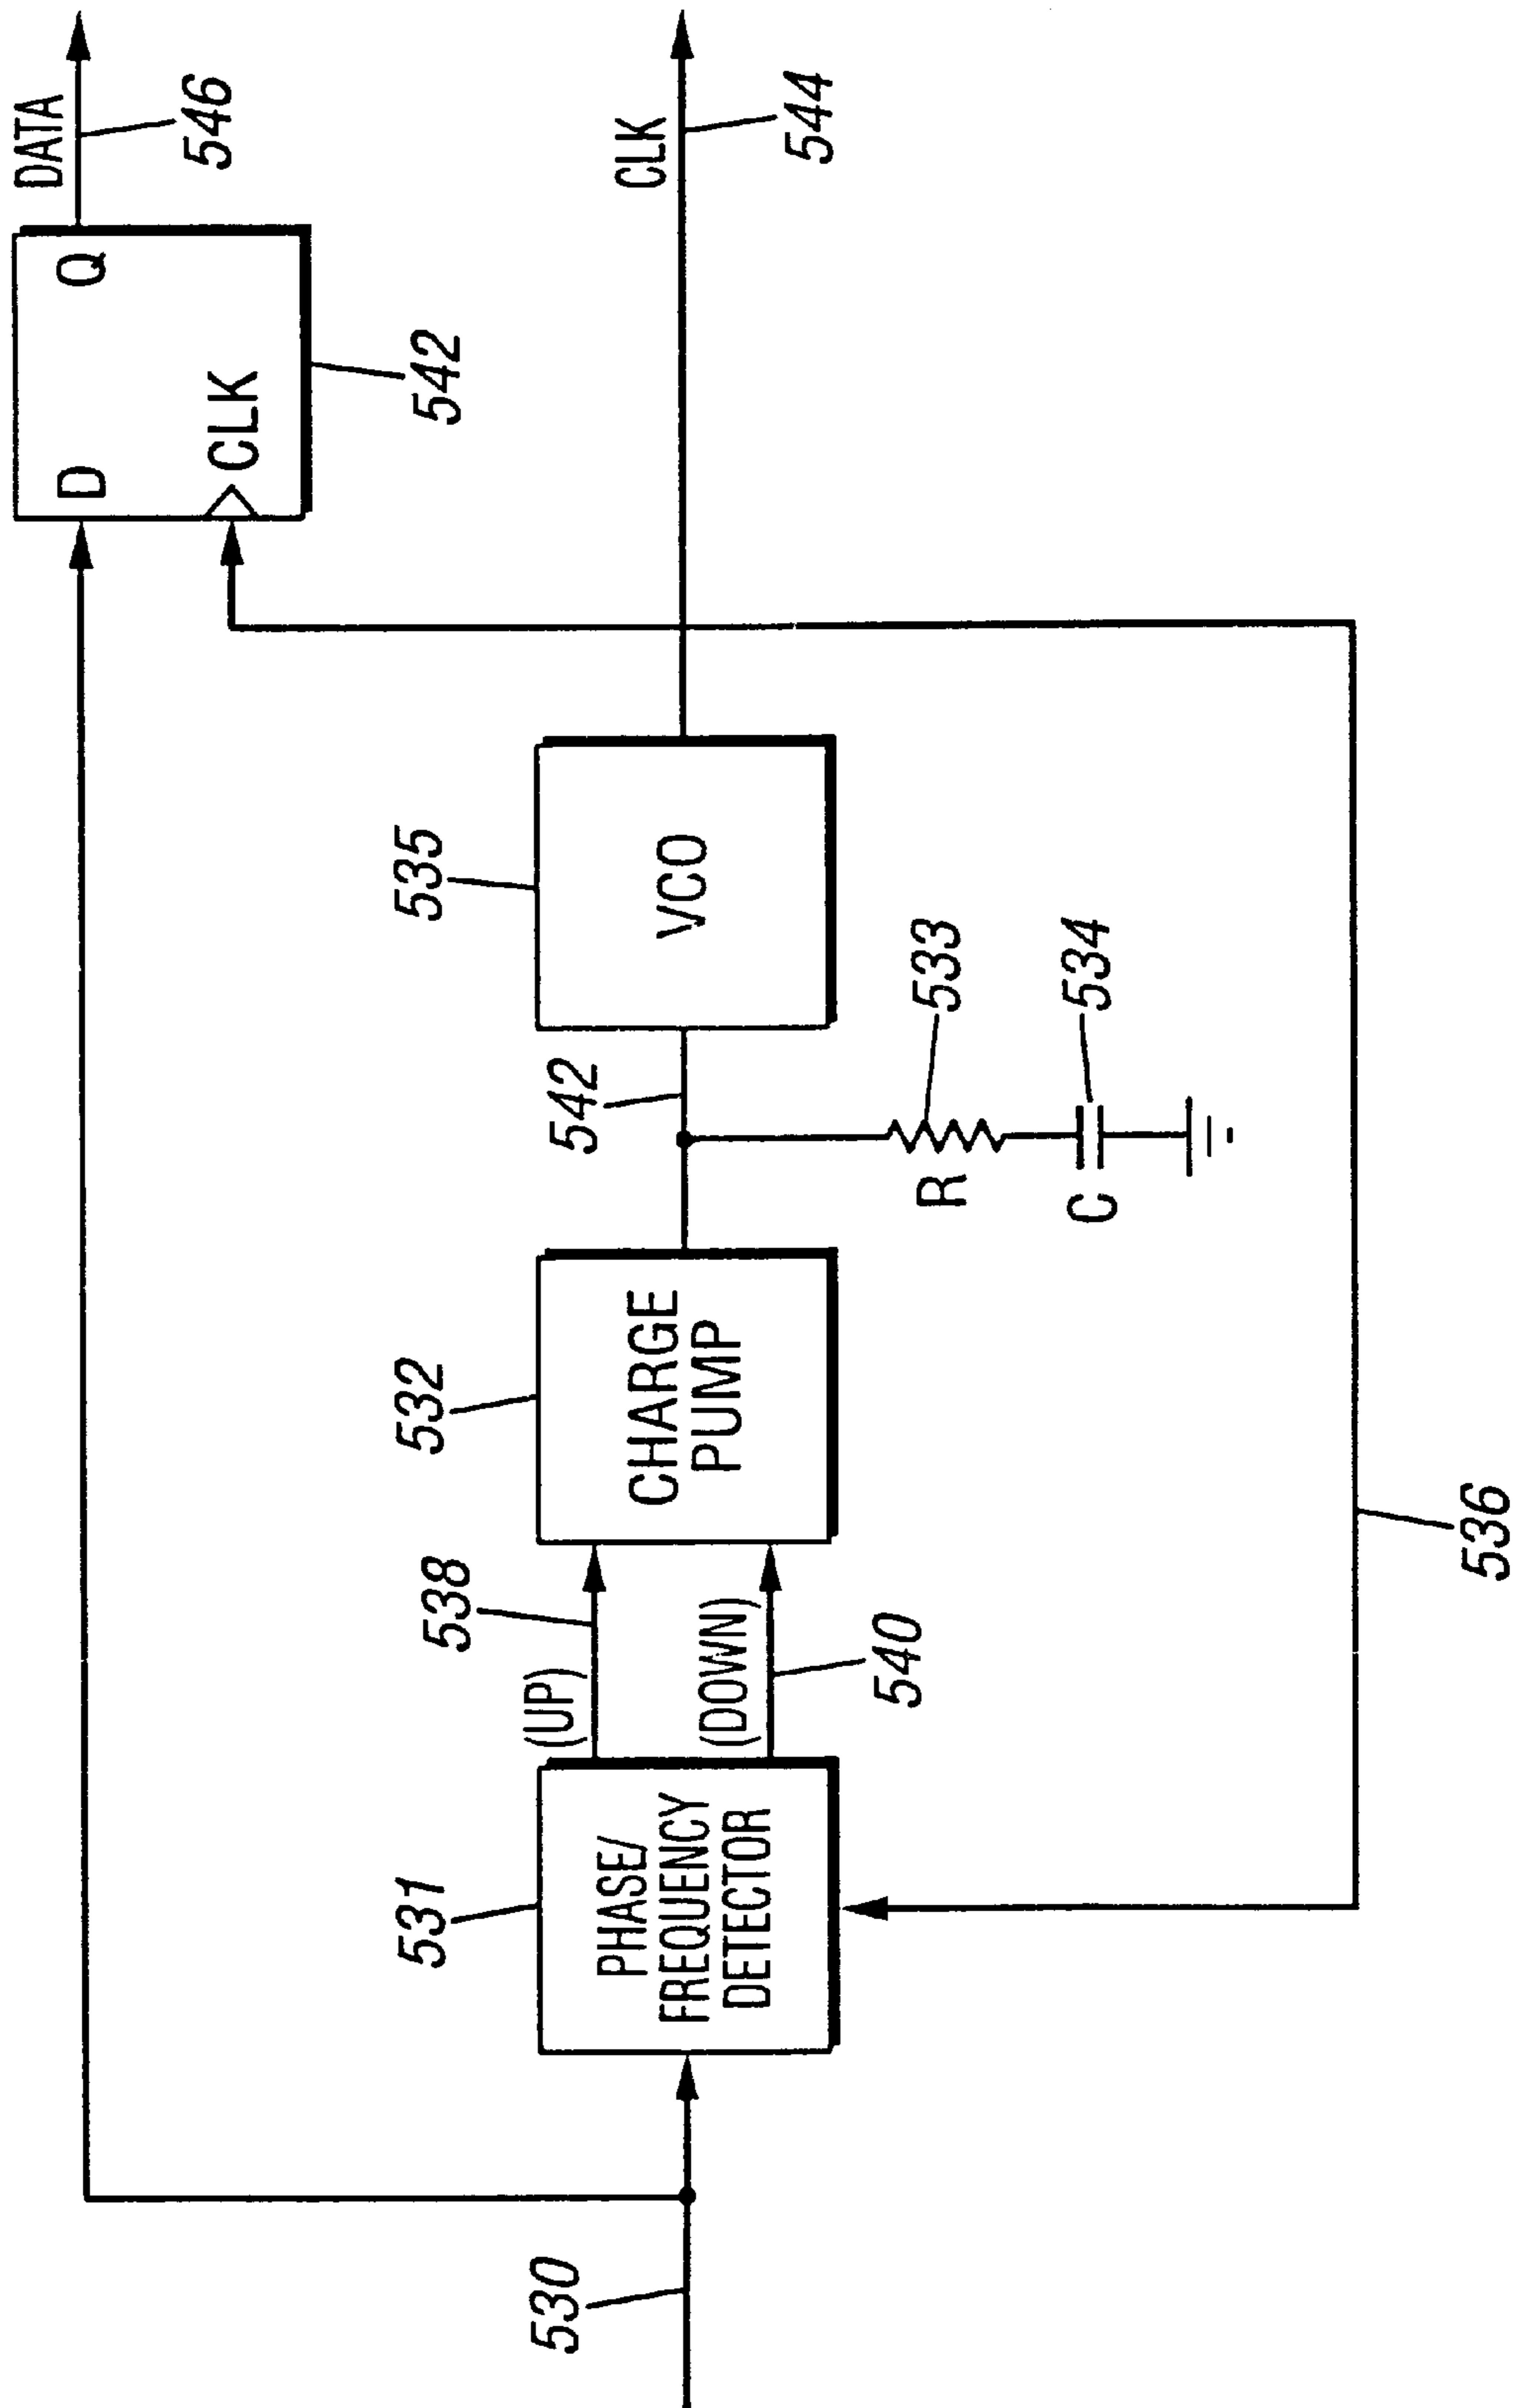 DATA
546
D
Q
CLK
542
CLK
544
535
VCO
542
533
R
534
C
532
CHARGE
PUMP
538
(UP)
(DOWN)
540
531
PHASE/
FREQUENCY
DETECTOR
530
536